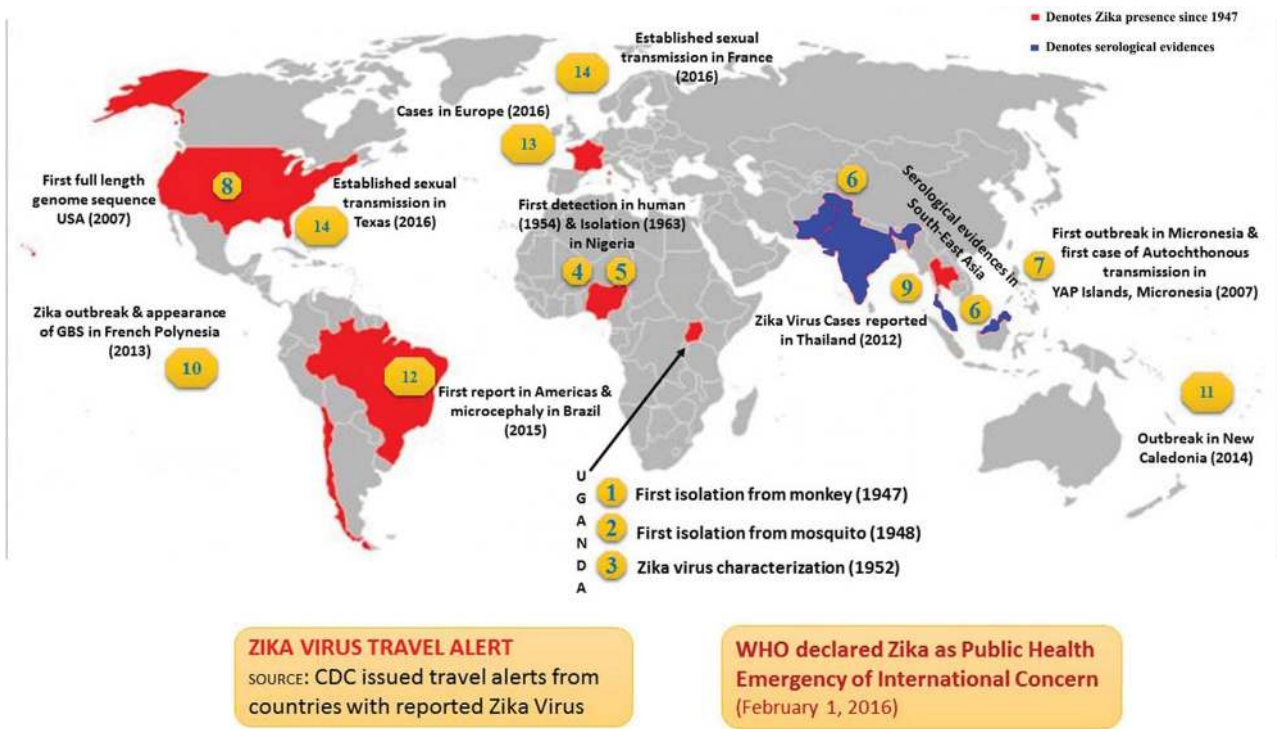 Denotes Zika presence since 1947
Denotes serological evidences
Established sexual
transmission in France
(2016)
14
Cases in Europe (2016)
13
8
First full length
genome sequence
USA (2007)
Established sexual
transmission in
Texas (2016)
14
First detection in human
(1954) & Isolation (1963)
in Nigeria
4
5
6
Serological evidences in
South-East Asia
6
7
First outbreak in Micronesia &
first case of Autochthonous
transmission in
YAP Islands, Micronesia (2007)
9
Zika Virus Cases reported
in Thailand (2012)
Zika outbreak & appearance
of GBS in French Polynesia
(2013)
10
12
First report in Americas &
microcephaly in Brazil
(2015)
11
Outbreak in New
Caledonia (2014)
U
G
A
N
D
A
1 First isolation from monkey (1947)
2 First isolation from mosquito (1948)
3 Zika virus characterization (1952)
ZIKA VIRUS TRAVEL ALERT
SOURCE: CDC issued travel alerts from
countries with reported Zika Virus
WHO declared Zika as Public Health
Emergency of International Concern
(February 1, 2016)